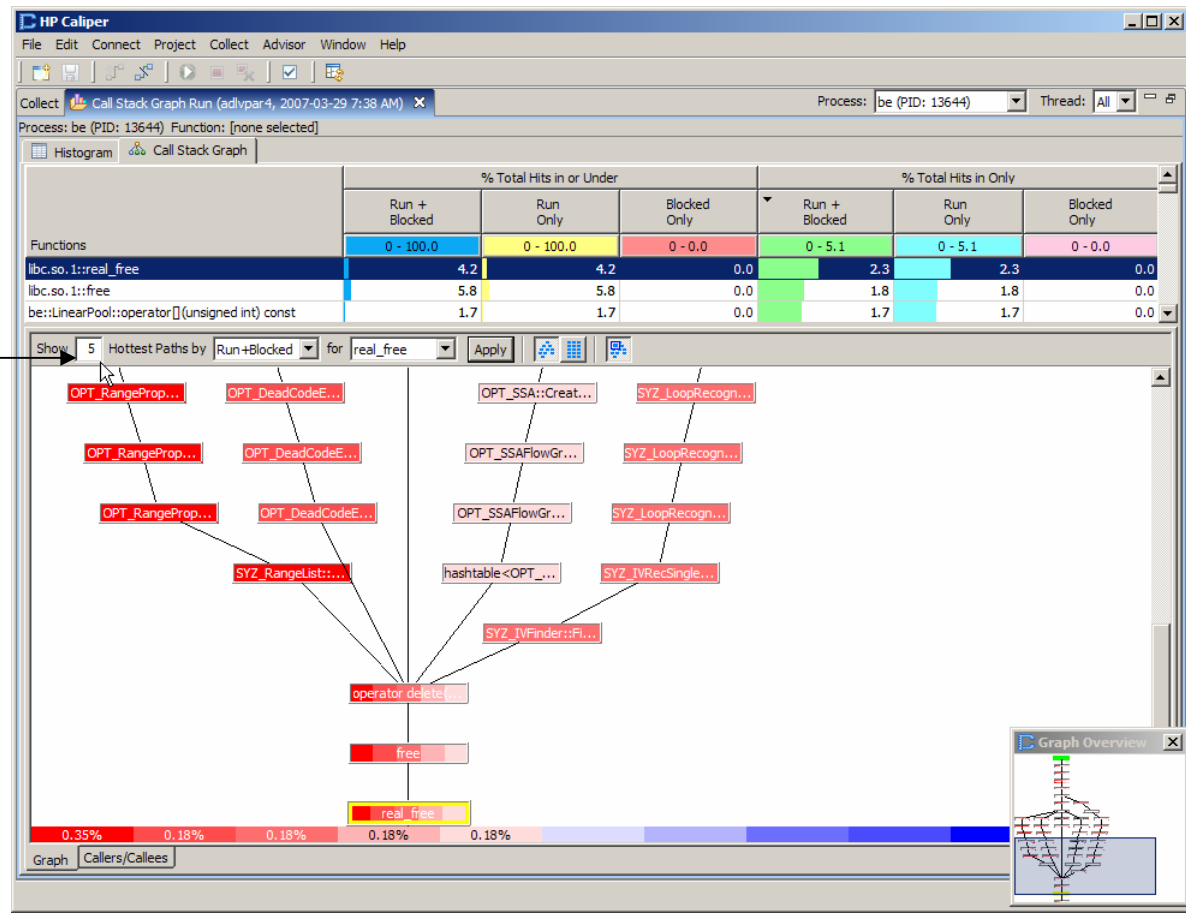 HP Caliper
File Edit Connect Project Collect Advisor Window Help
Collect Call Stack Graph Run (adlvpar4, 2007-03-29 7:38 AM) Process: be (PID: 13644) Thread: All
Process: be (PID: 13644) Function: [none selected]
Histogram Call Stack Graph
% Total Hits in or Under % Total Hits in Only
Run + Blocked Run Only Blocked Only Run + Blocked Run Only Blocked Only
Functions 0 - 100.0 0 - 100.0 0 - 0.0 0 - 5.1 0 - 5.1 0 - 0.0
libc.so.1::real_free 4.2 4.2 0.0 2.3 2.3 0.0
libc.so.1::free 5.8 5.8 0.0 1.8 1.8 0.0
be::LinearPool::operator[](unsigned int) const 1.7 1.7 0.0 1.7 1.7 0.0
Show 5 Hottest Paths by Run+Blocked for real_free Apply
OPT_RangeProp... OPT_DeadCodeE... OPT_SSA::Creat... SYZ_LoopRecogn...
OPT_RangeProp... OPT_DeadCodeE... OPT_SSAFlowGr... SYZ_LoopRecogn...
OPT_RangeProp... OPT_DeadCodeE... OPT_SSAFlowGr... SYZ_LoopRecogn...
SYZ_RangeList::... hashtable<OPT_... SYZ_IVRecSingle...
SYZ_IVFinder::Fi...
operator delete(...
free
real_free
Graph Overview
0.35% 0.18% 0.18% 0.18% 0.18%
Graph Callers/Callees